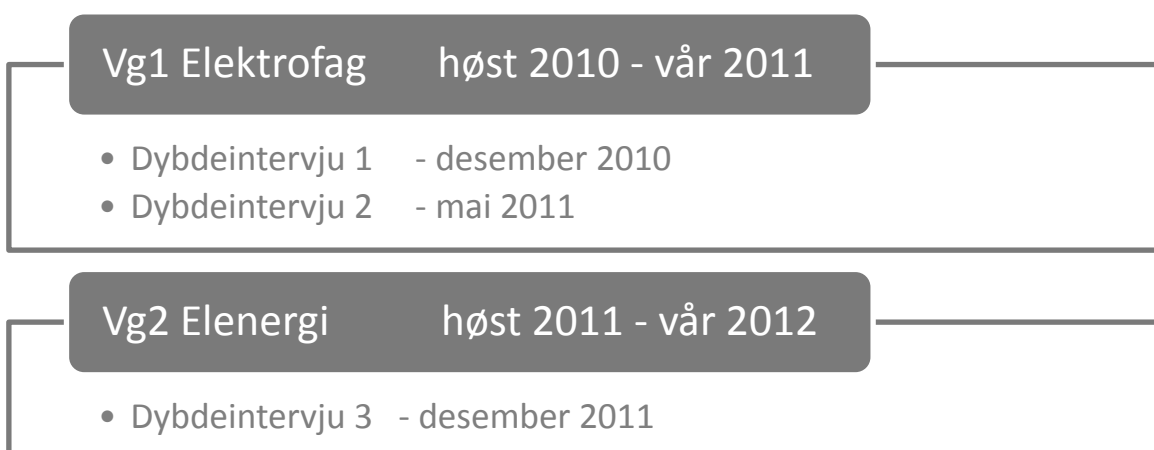 Vg1 Elektrofag høst 2010 - vår 2011
• Dybdeintervju 1 - desember 2010
• Dybdeintervju 2 - mai 2011
Vg2 Elenergi høst 2011 - vår 2012
• Dybdeintervju 3 - desember 2011